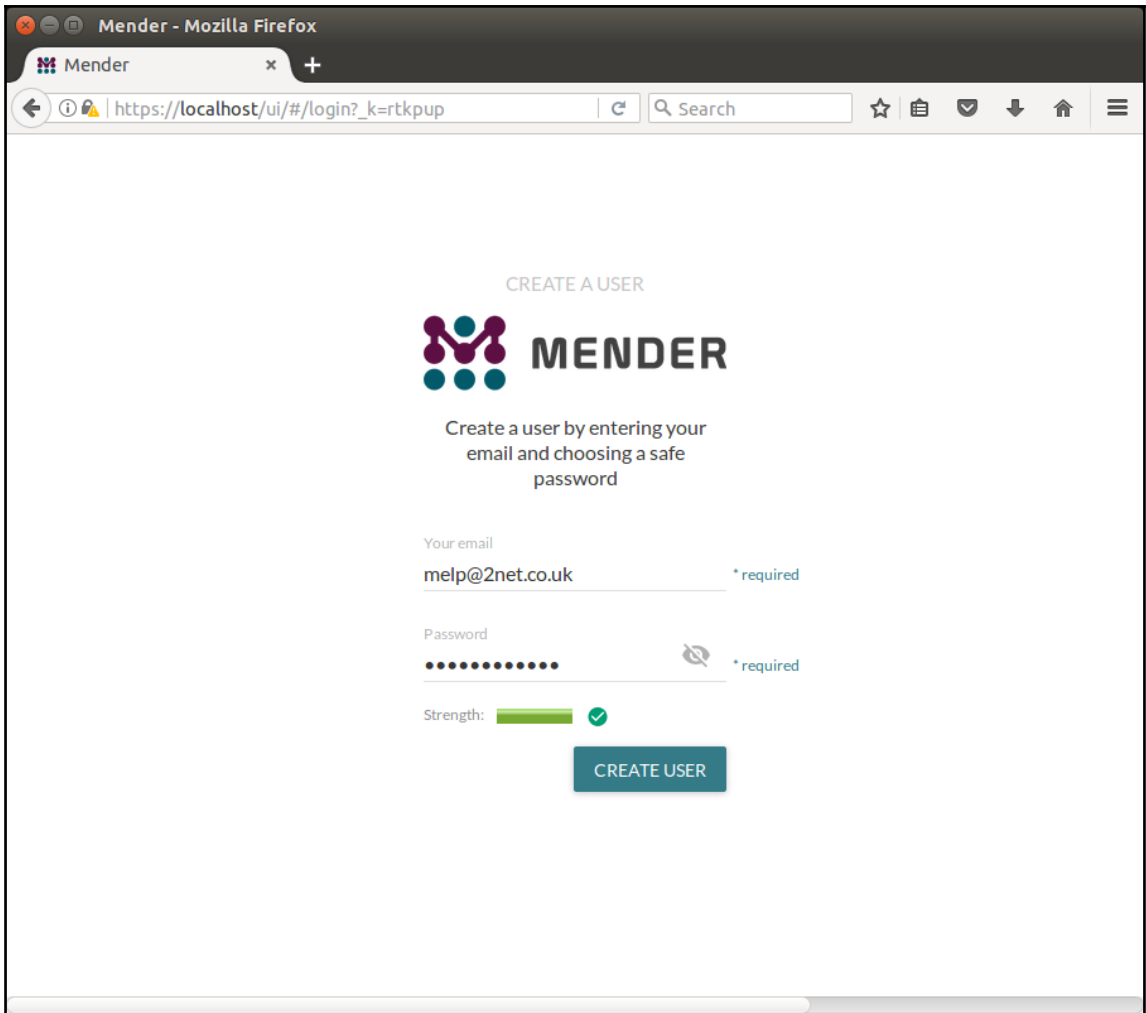 Mender - Mozilla Firefox
Mender
https://localhost/ui/#/login?_k=rtkpup
Search
CREATE A USER
MENDER
Create a user by entering your
email and choosing a safe
password
Your email
melp@2net.co.uk
* required
Password
••••••••••••
* required
Strength:
CREATE USER